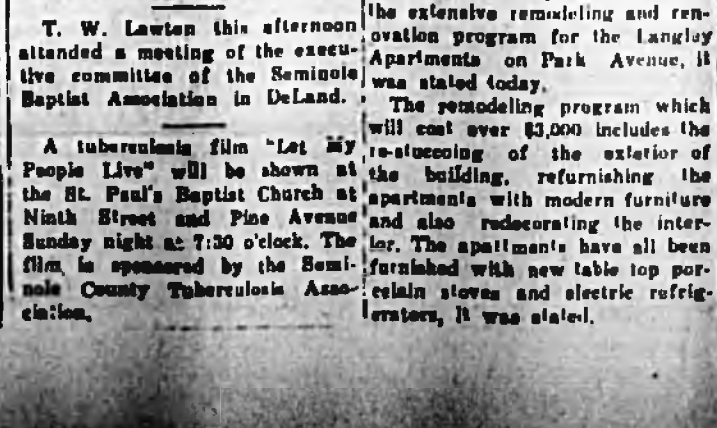 T. W. Lawton this afternoon
attended a meeting of the execu-
tive committee of the Seminole
Baptist Association in DeLand.
A tuberculosis film "Let My
People Live" will be shown at
the St. Paul's Baptist Church at
Ninth Street and Pine Avenue
Sunday night at 7:30 o'clock. The
film, is sponsored by the Semi-
nole County Tuberculosis Asso-
ciation.
the extensive remodeling and ren-
ovation program for the Langley
Apartments on Park Avenue, it
was stated today.
The remodeling program which
will cost over $3,000 includes the
re-stuccoing of the exterior of
the building, refurnishing the
apartments with modern furniture
and also redecorating the inter-
ior. The apartments have all been
furnished with new table top por-
celain stoves and electric refrig-
erators, it was stated.